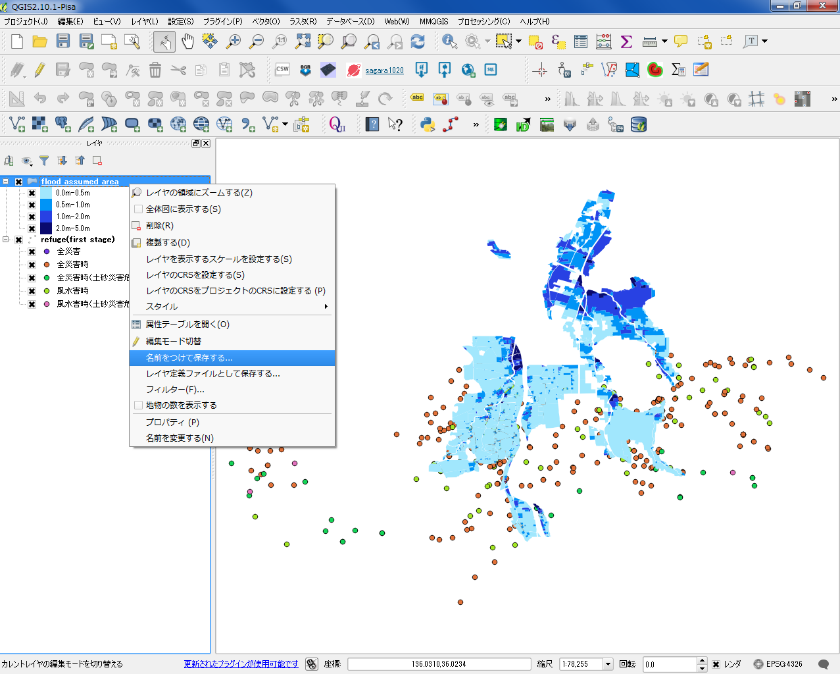 QGIS2.10.1-Pisa
プロジェクト(J) 編集(E) ビュー(V) レイヤ(L) 設定(S) プラグイン(P) ベクタ(O) ラスタ(R) データベース(D) Web(W) MMQGIS プロセッシング(C) ヘルプ(H)
CSW sagara1020
レイヤ
flood_assumed_area
0.0m-0.5m
0.5m-1.0m
1.0m-2.0m
2.0m-5.0m
refuge(first stage)
全災害
全災害時
全災害時(土砂災害危
風水害時
風水害時(土砂災害危
レイヤの領域にズームする(Z)
全体図に表示する(S)
削除(R)
複製する(D)
レイヤを表示するスケールを設定する(S)
レイヤのCRSを設定する(S)
レイヤのCRSをプロジェクトのCRSに設定する (P)
スタイル
属性テーブルを開く(O)
編集モード切替
名前をつけて保存する...
レイヤ定義ファイルとして保存する...
フィルター(F)...
地物の数を表示する
プロパティ (P)
名前を変更する(N)
カレントレイヤの編集モードを切り替える 更新されたプラグインが使用可能です 座標: 136.0310,36.0234 縮尺 1:78,255 回転: 0.0 レンダ EPSG:4326